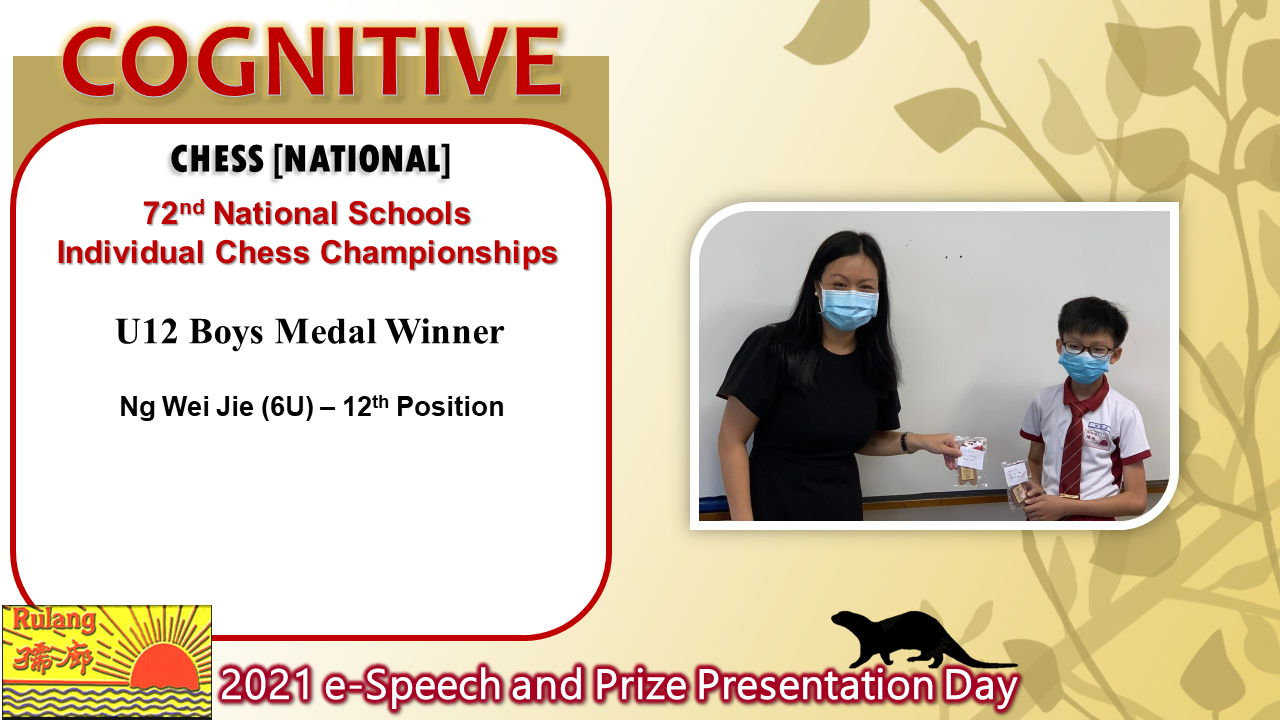 COGNITIVE
CHESS [NATIONAL]
72nd National Schools
Individual Chess Championships
U12 Boys Medal Winner
Ng Wei Jie (6U) – 12th Position
Rulang
孺廊
2021 e-Speech and Prize Presentation Day